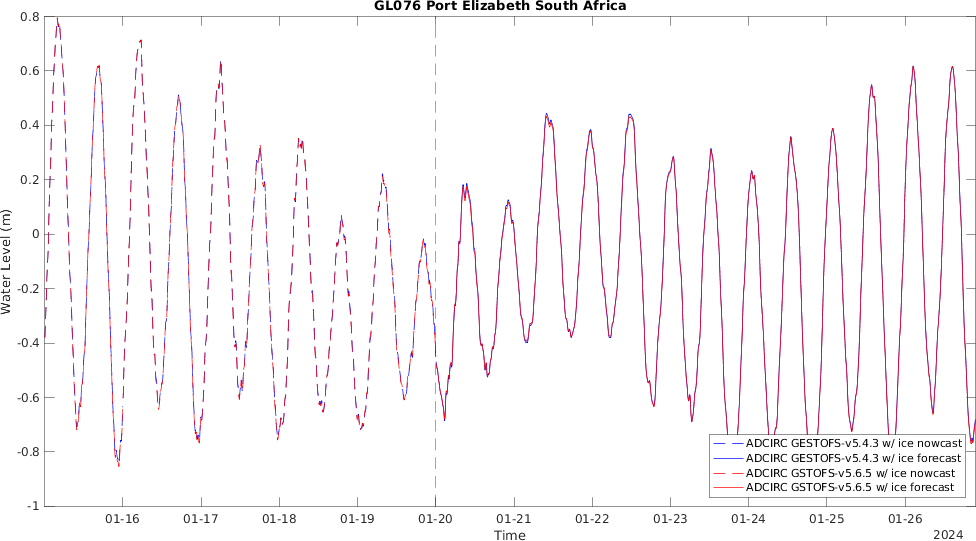 GL076 Port Elizabeth South Africa
0.8
0.6
0.4
0.2
0
-0.2
-0.4
-0.6
-0.8
-1
Water Level (m)
ADCIRC GESTOFS-v5.4.3 w/ ice nowcast
ADCIRC GESTOFS-v5.4.3 w/ ice forecast
ADCIRC GSTOFS-v5.6.5 w/ ice nowcast
ADCIRC GSTOFS-v5.6.5 w/ ice forecast
01-16 01-17 01-18 01-19 01-20 01-21 01-22 01-23 01-24 01-25 01-26
Time
2024